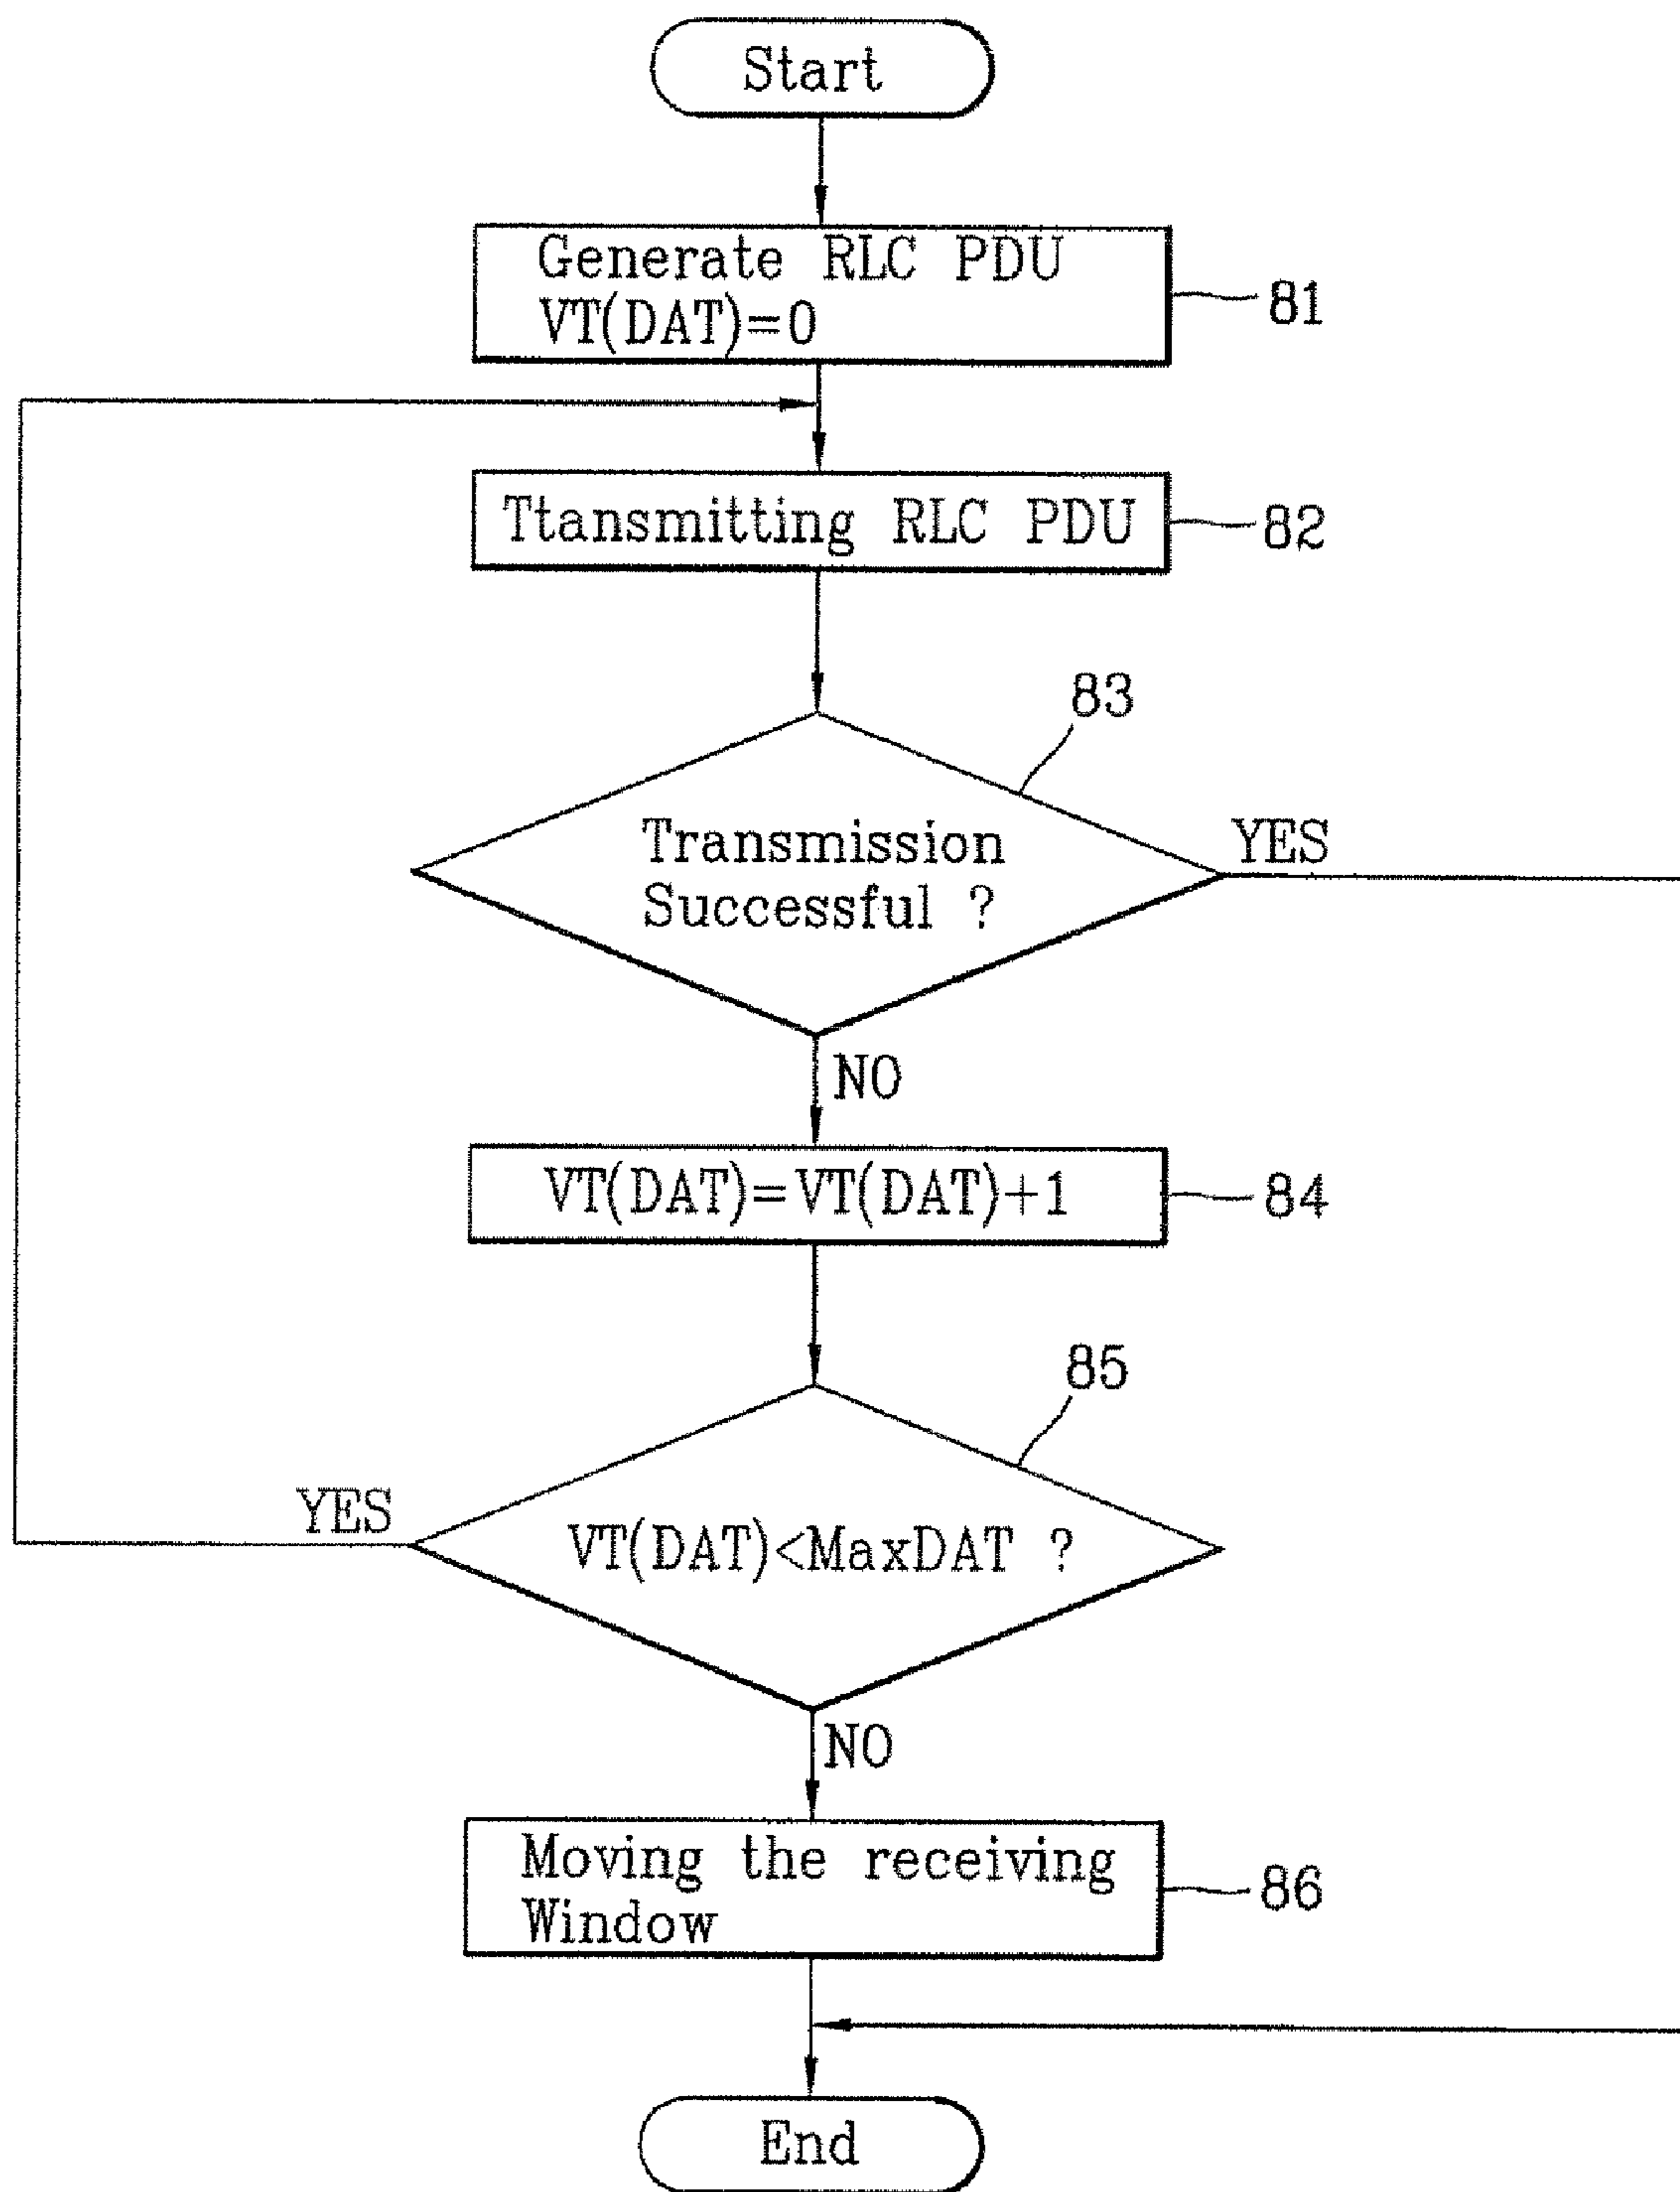 Start
Generate RLC PDU
VT(DAT)=0
81
Ttansmitting RLC PDU
82
83
Transmission
Successful ?
YES
NO
VT(DAT)=VT(DAT)+1
84
85
YES
VT(DAT)<MaxDAT ?
NO
Moving the receiving
Window
86
End